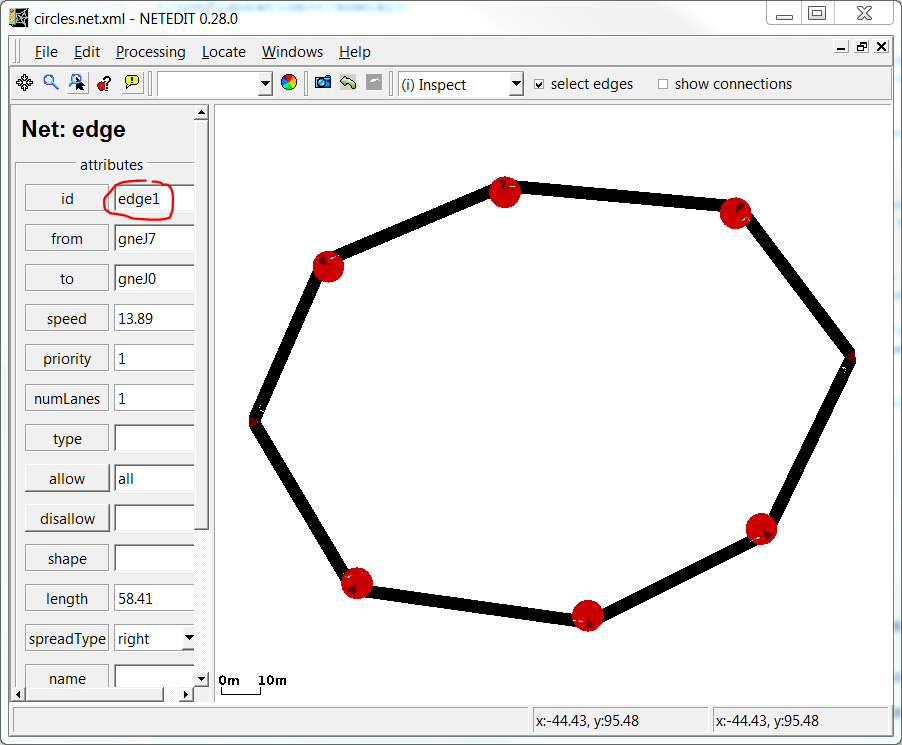 circles.net.xml - NETEDIT 0.28.0
File Edit Processing Locate Windows Help
(i) Inspect select edges show connections
Net: edge
attributes
id edge1
from gneJ7
to gneJ0
speed 13.89
priority 1
numLanes 1
type
allow all
disallow
shape
length 58.41
spreadType right
name
0m 10m
x:-44.43, y:95.48 x:-44.43, y:95.48